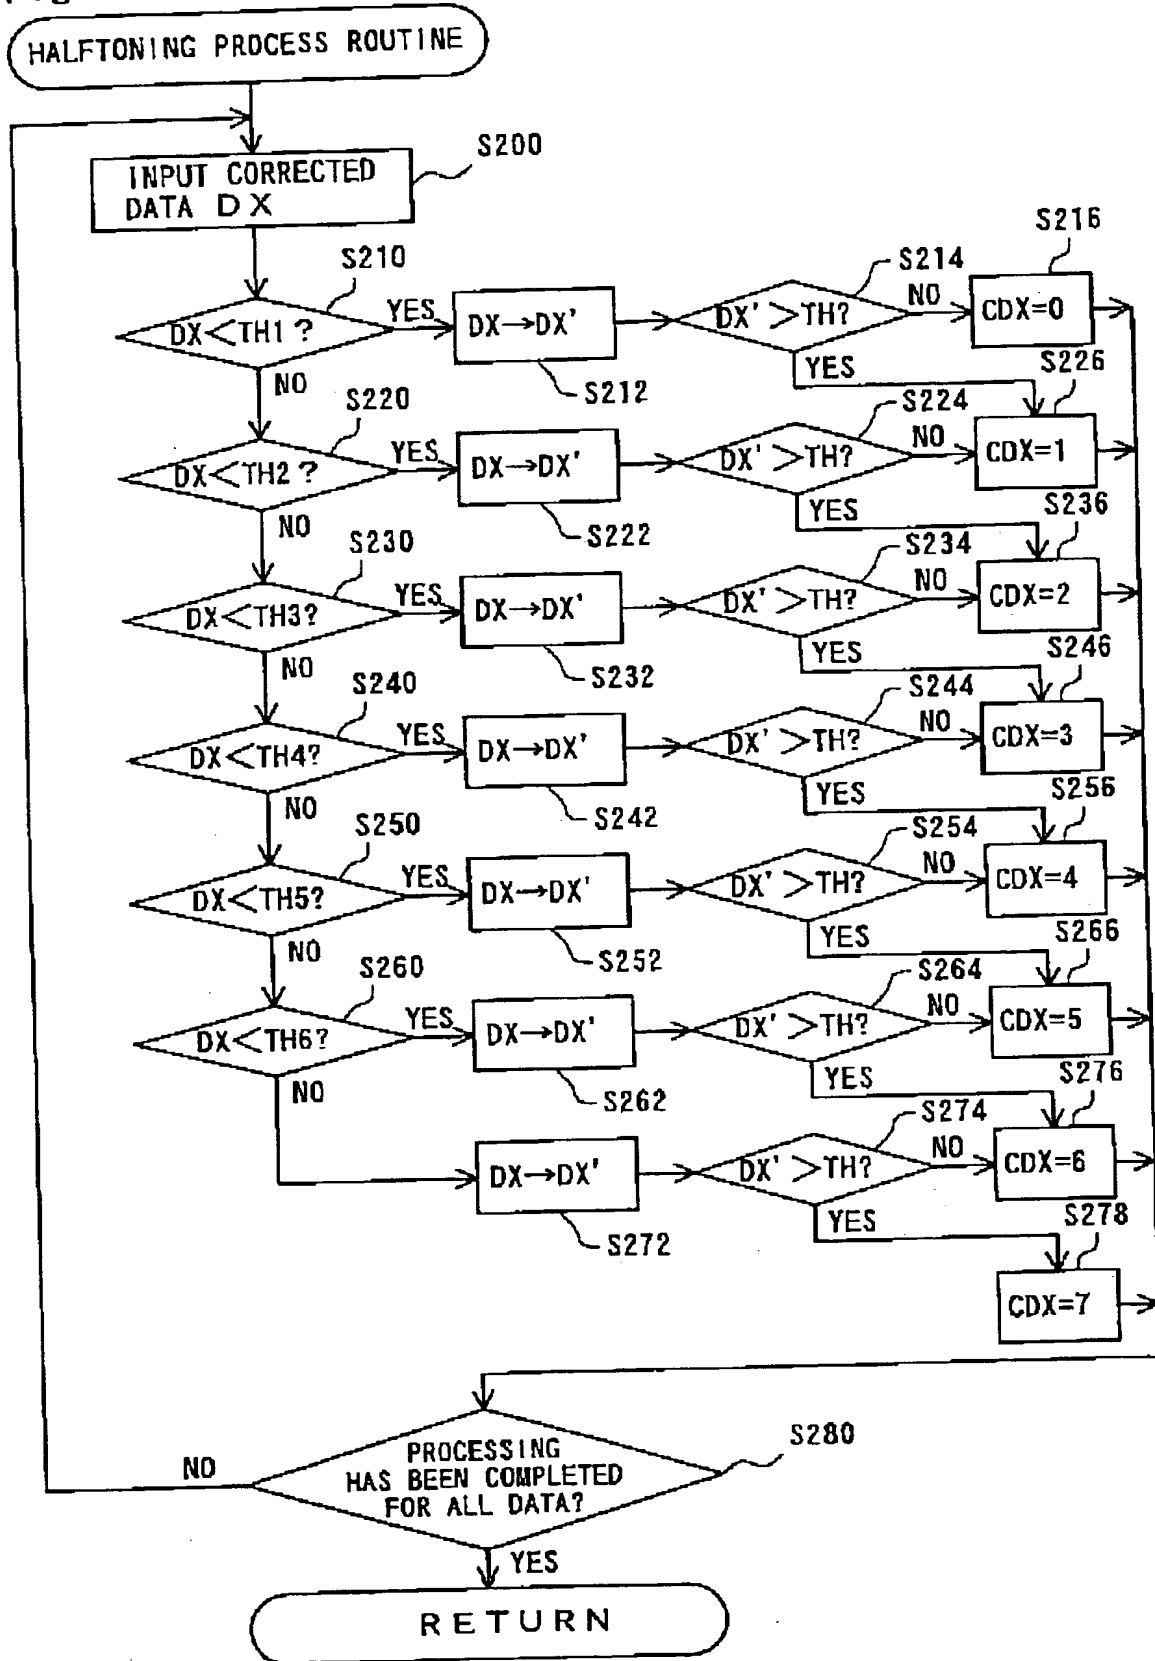 HALFTONING PROCESS ROUTINE
S200
INPUT CORRECTED
DATA DX
S210
DX<TH1?
YES
NO
DX→DX'
S212
S214
DX'>TH?
NO
YES
S216
CDX=0
S220
DX<TH2?
YES
NO
DX→DX'
S222
S224
DX'>TH?
NO
YES
S226
CDX=1
S230
DX<TH3?
YES
NO
DX→DX'
S232
S234
DX'>TH?
NO
YES
S236
CDX=2
S240
DX<TH4?
YES
NO
DX→DX'
S242
S244
DX'>TH?
NO
YES
S246
CDX=3
S250
DX<TH5?
YES
NO
DX→DX'
S252
S254
DX'>TH?
NO
YES
S256
CDX=4
S260
DX<TH6?
YES
NO
DX→DX'
S262
S264
DX'>TH?
NO
YES
S266
CDX=5
DX→DX'
S272
S274
DX'>TH?
NO
YES
S276
CDX=6
S278
CDX=7
S280
PROCESSING
HAS BEEN COMPLETED
FOR ALL DATA?
NO
YES
RETURN